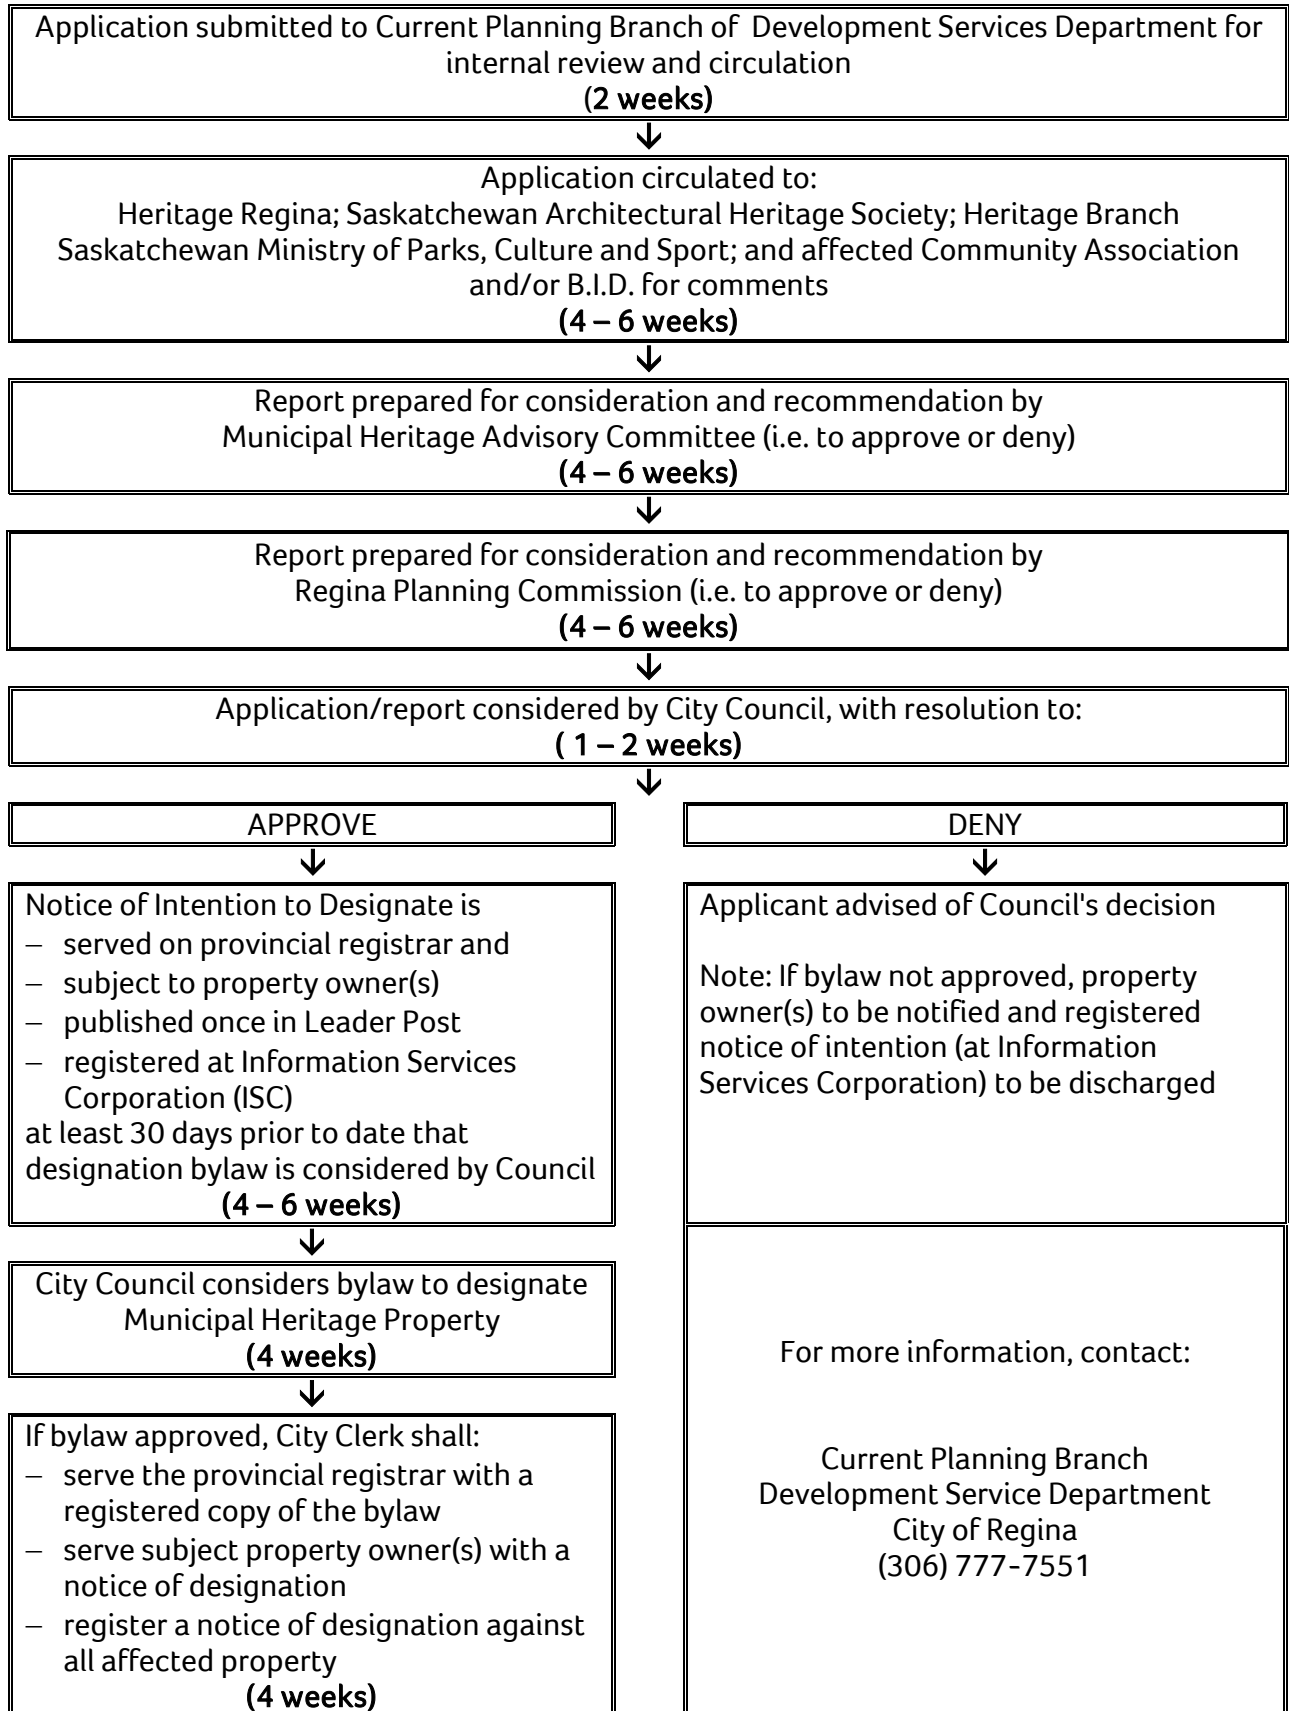 Application submitted to Current Planning Branch of Development Services Department for
internal review and circulation
(2 weeks)
Application circulated to:
Heritage Regina; Saskatchewan Architectural Heritage Society; Heritage Branch
Saskatchewan Ministry of Parks, Culture and Sport; and affected Community Association
and/or B.I.D. for comments
(4 – 6 weeks)
Report prepared for consideration and recommendation by
Municipal Heritage Advisory Committee (i.e. to approve or deny)
(4 – 6 weeks)
Report prepared for consideration and recommendation by
Regina Planning Commission (i.e. to approve or deny)
(4 – 6 weeks)
Application/report considered by City Council, with resolution to:
( 1 – 2 weeks)
APPROVE
Notice of Intention to Designate is
– served on provincial registrar and
– subject to property owner(s)
– published once in Leader Post
– registered at Information Services
Corporation (ISC)
at least 30 days prior to date that
designation bylaw is considered by Council
(4 – 6 weeks)
City Council considers bylaw to designate
Municipal Heritage Property
(4 weeks)
If bylaw approved, City Clerk shall:
– serve the provincial registrar with a
registered copy of the bylaw
– serve subject property owner(s) with a
notice of designation
– register a notice of designation against
all affected property
(4 weeks)
DENY
Applicant advised of Council's decision
Note: If bylaw not approved, property
owner(s) to be notified and registered
notice of intention (at Information
Services Corporation) to be discharged
For more information, contact:
Current Planning Branch
Development Service Department
City of Regina
(306) 777-7551